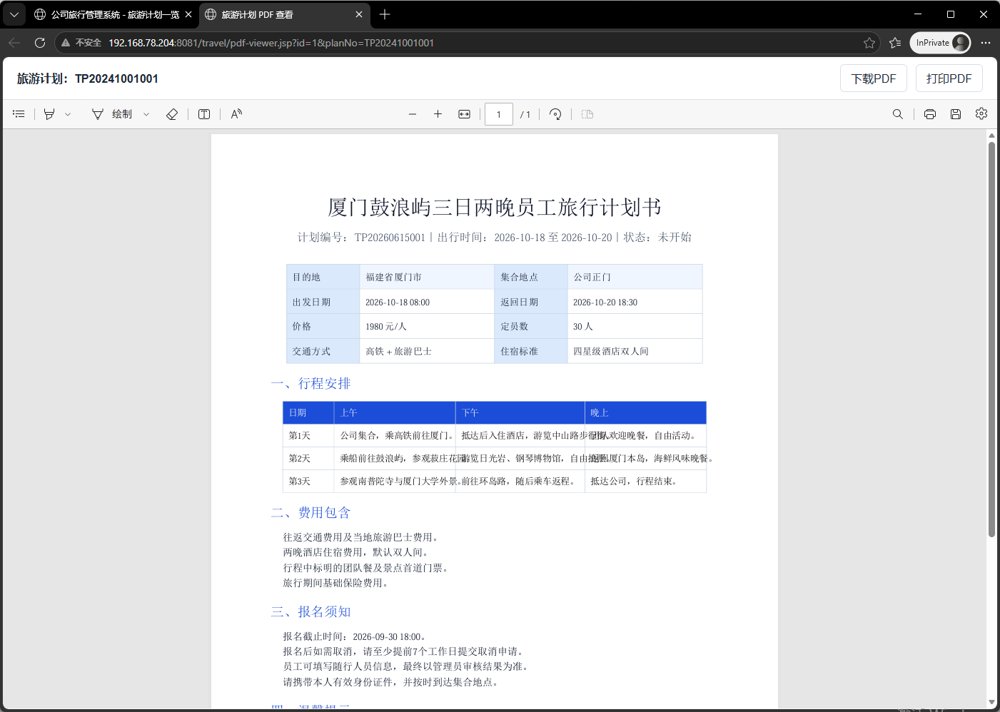 公司旅行管理系统 - 旅游计划一览
旅游计划 PDF 查看
不安全 192.168.78.204:8081/travel/pdf-viewer.jsp?id=1&planNo=TP20241001001
InPrivate
旅游计划：TP20241001001
下载PDF
打印PDF
绘制
1 / 1
厦门鼓浪屿三日两晚员工旅行计划书
计划编号：TP20260615001 | 出行时间：2026-10-18 至 2026-10-20 | 状态：未开始
目的地 福建省厦门市 集合地点 公司正门
出发日期 2026-10-18 08:00 返回日期 2026-10-20 18:30
价格 1980 元/人 定员数 30 人
交通方式 高铁 + 旅游巴士 住宿标准 四星级酒店双人间
一、行程安排
日期 上午 下午 晚上
第1天 公司集合，乘高铁前往厦门。 抵达后入住酒店，游览中山路步行街。 团队欢迎晚餐，自由活动。
第2天 乘船前往鼓浪屿，参观菽庄花园。 游览日光岩、钢琴博物馆，自由拍照。 返回厦门本岛，海鲜风味晚餐。
第3天 参观南普陀寺与厦门大学外景。 前往环岛路，随后乘车返程。 抵达公司，行程结束。
二、费用包含
往返交通费用及当地旅游巴士费用。
两晚酒店住宿费用，默认双人间。
行程中标明的团队餐及景点首道门票。
旅行期间基础保险费用。
三、报名须知
报名截止时间：2026-09-30 18:00。
报名后如需取消，请至少提前7个工作日提交取消申请。
员工可填写随行人员信息，最终以管理员审核结果为准。
请携带本人有效身份证件，并按时到达集合地点。
四、温馨提示